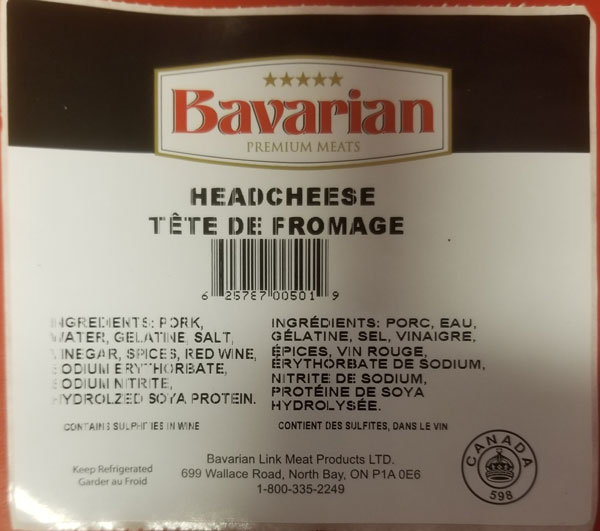 Bavarian
PREMIUM MEATS
HEADCHEESE
TÊTE DE FROMAGE
6 25787 00501 9
INGREDIENTS: PORK,
WATER, GELATINE, SALT,
VINEGAR, SPICES, RED WINE,
SODIUM ERYTHORBATE,
SODIUM NITRITE,
HYDROLZED SOYA PROTEIN.
CONTAINS SULPHITIES IN WINE
INGRÉDIENTS: PORC, EAU,
GÉLATINE, SEL, VINAIGRE,
ÉPICES, VIN ROUGE,
ERYTHORBATE DE SODIUM,
NITRITE DE SODIUM,
PROTÉINE DE SOYA
HYDROLYSÉE.
CONTIENT DES SULFITES, DANS LE VIN
Keep Refrigerated
Garder au Froid
Bavarian Link Meat Products LTD.
699 Wallace Road, North Bay, ON P1A 0E6
1-800-335-2249
CANADA
598